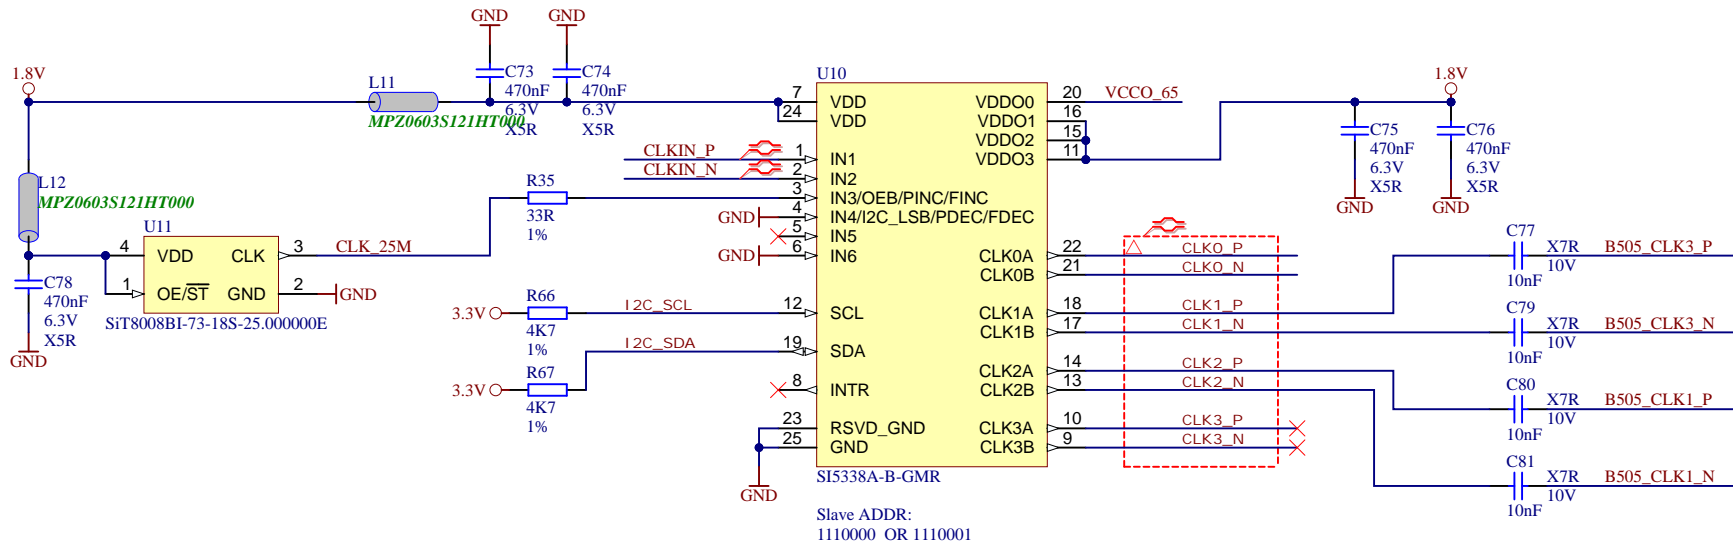 GND
GND
1.8V
L11
MPZ0603S121HT000
C73
470nF
6.3V
X5R
C74
470nF
6.3V
X5R
L12
MPZ0603S121HT000
U11
4
VDD
CLK
3
CLK_25M
1
OE/ST
GND
2
GND
SiT8008BI-73-18S-25.000000E
C78
470nF
6.3V
X5R
GND
R35
33R
1%
3.3V
R66
4K7
1%
I2C_SCL
3.3V
R67
4K7
1%
I2C_SDA
CLKIN_P
CLKIN_N
GND
GND
U10
7
VDD
24
VDD
1
IN1
2
IN2
3
IN3/OEB/PINC/FINC
4
IN4/I2C_LSB/PDEC/FDEC
5
IN5
6
IN6
12
SCL
19
SDA
8
INTR
23
RSVD_GND
25
GND
GND
VDDO0
20
VCCO_65
VDDO1
16
VDDO2
15
VDDO3
11
CLK0A
22
CLK0_P
CLK0B
21
CLK0_N
CLK1A
18
CLK1_P
CLK1B
17
CLK1_N
CLK2A
14
CLK2_P
CLK2B
13
CLK2_N
CLK3A
10
CLK3_P
CLK3B
9
CLK3_N
SI5338A-B-GMR
Slave ADDR:
1110000 OR 1110001
1.8V
C75
470nF
6.3V
X5R
GND
C76
470nF
6.3V
X5R
GND
C77
X7R
10V
10nF
B505_CLK3_P
C79
X7R
10V
10nF
B505_CLK3_N
C80
X7R
10V
10nF
B505_CLK1_P
C81
X7R
10V
10nF
B505_CLK1_N